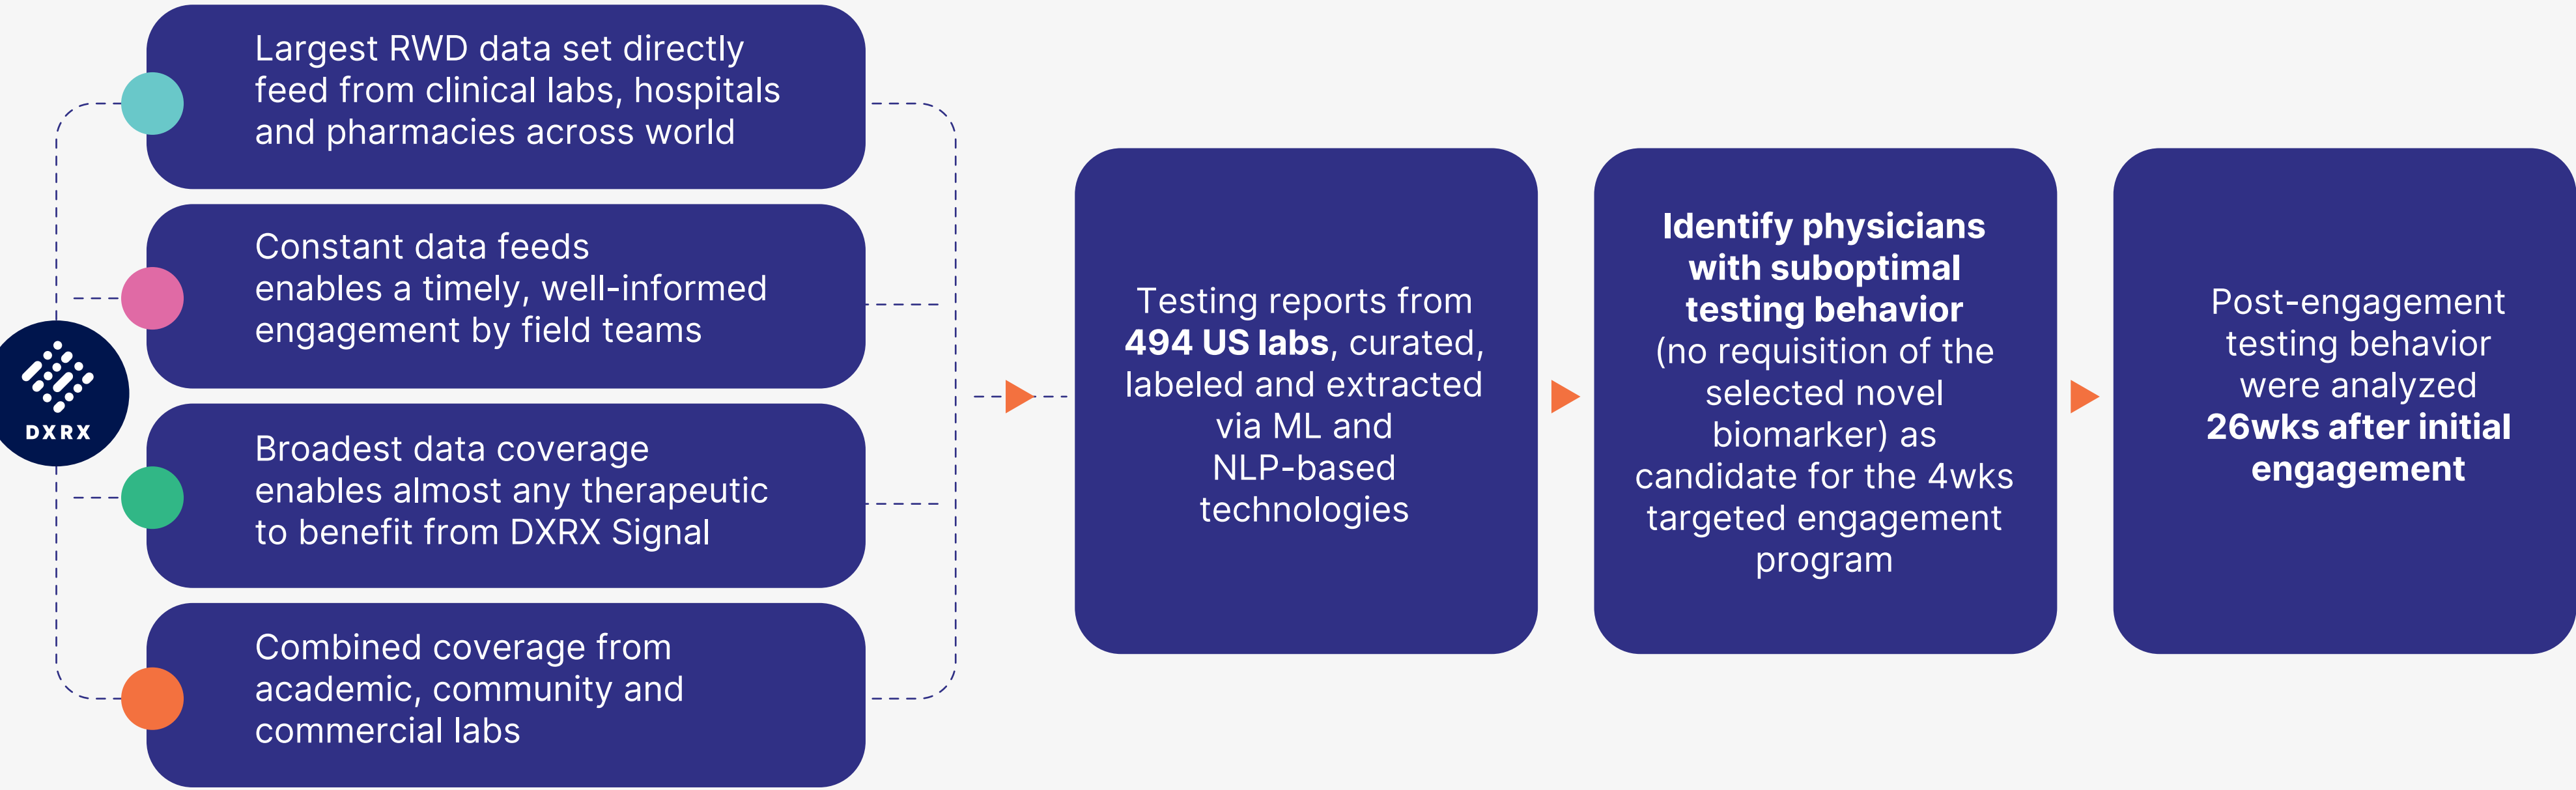 Largest RWD data set directly
feed from clinical labs, hospitals
and pharmacies across world
Constant data feeds
enables a timely, well-informed
engagement by field teams
DXRX
Broadest data coverage
enables almost any therapeutic
to benefit from DXRX Signal
Combined coverage from
academic, community and
commercial labs
Testing reports from
494 US labs, curated,
labeled and extracted
via ML and
NLP-based
technologies
Identify physicians
with suboptimal
testing behavior
(no requisition of the
selected novel
biomarker) as
candidate for the 4wks
targeted engagement
program
Post-engagement
testing behavior
were analyzed
26wks after initial
engagement